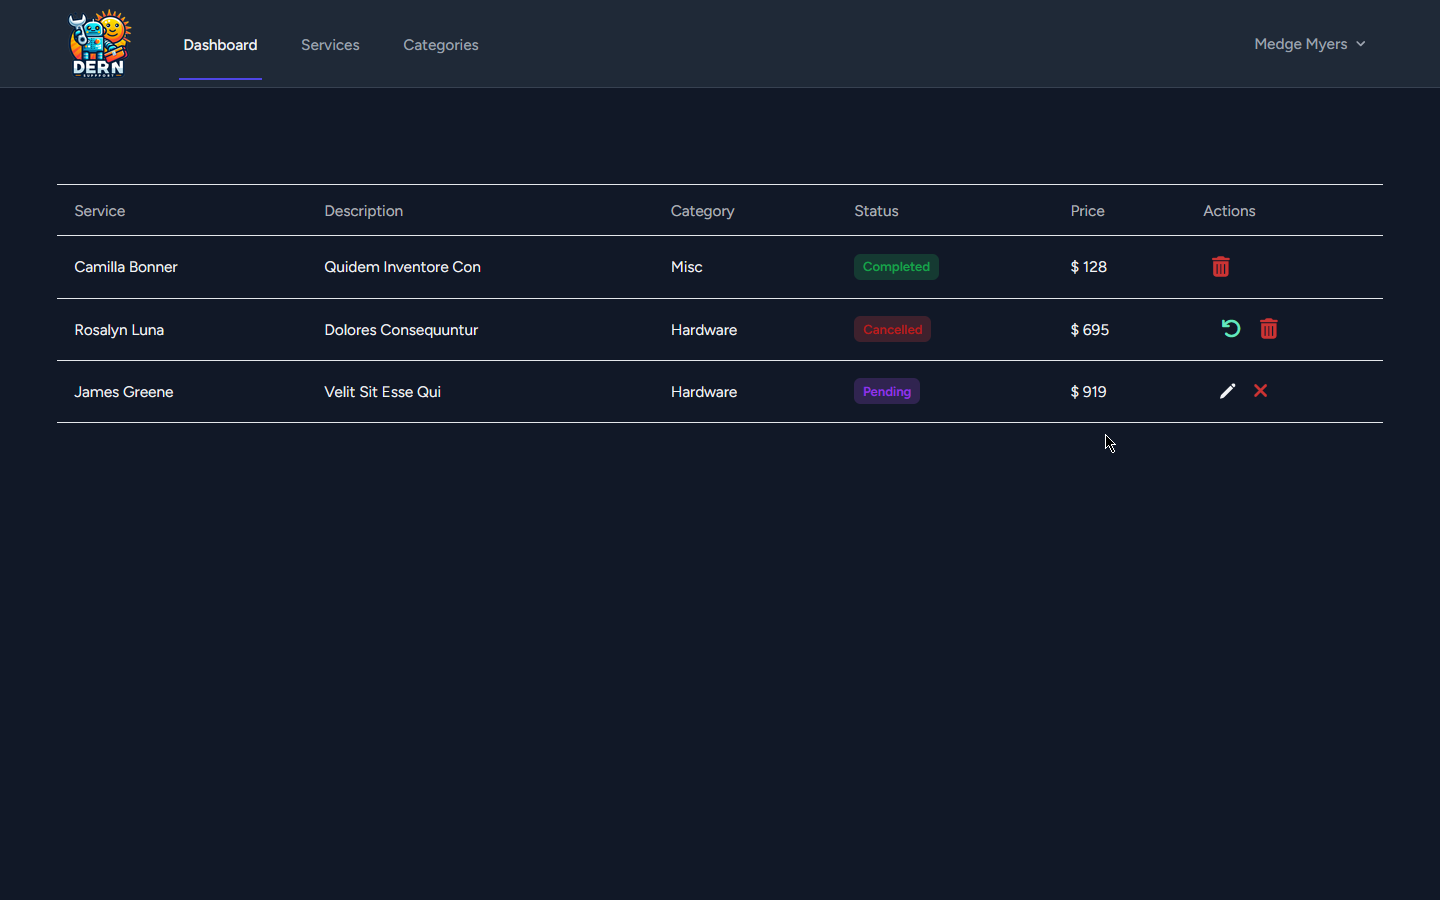 DERN
SUPPPORT
Dashboard
Services
Categories
Medge Myers
Service Description Category Status Price Actions
Camilla Bonner Quidem Inventore Con Misc Completed $ 128
Rosalyn Luna Dolores Consequuntur Hardware Cancelled $ 695
James Greene Velit Sit Esse Qui Hardware Pending $ 919